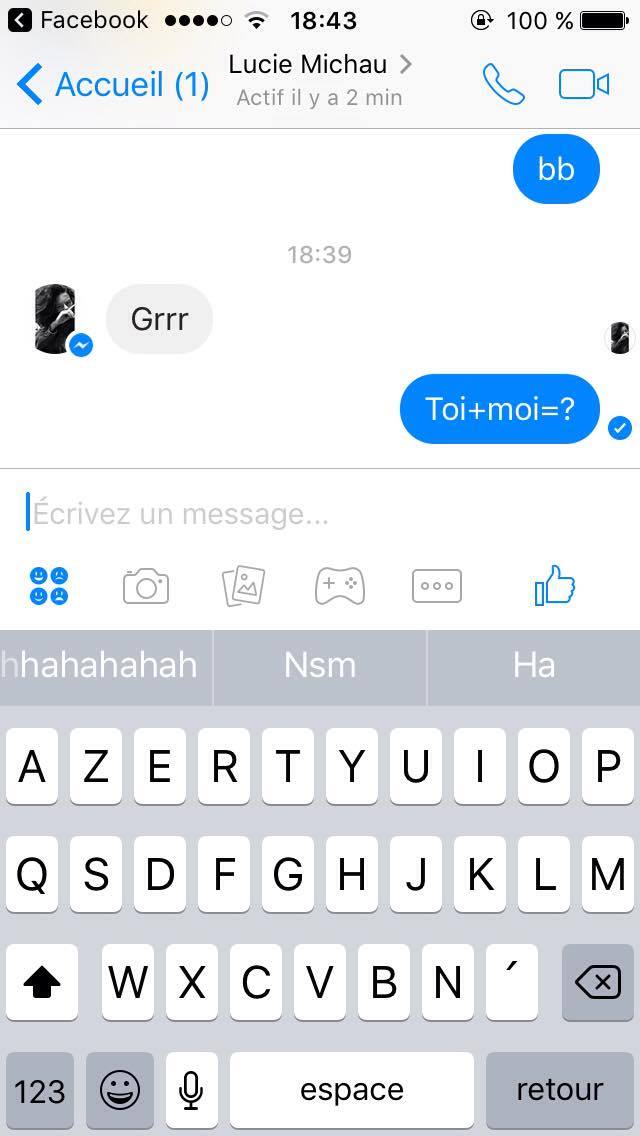 Facebook 18:43 100 %
Accueil (1) Lucie Michau
Actif il y a 2 min
bb
18:39
Grrr
Toi+moi=?
Écrivez un message...
hhahahahah Nsm Ha
A Z E R T Y U I O P
Q S D F G H J K L M
W X C V B N ´
123 espace retour